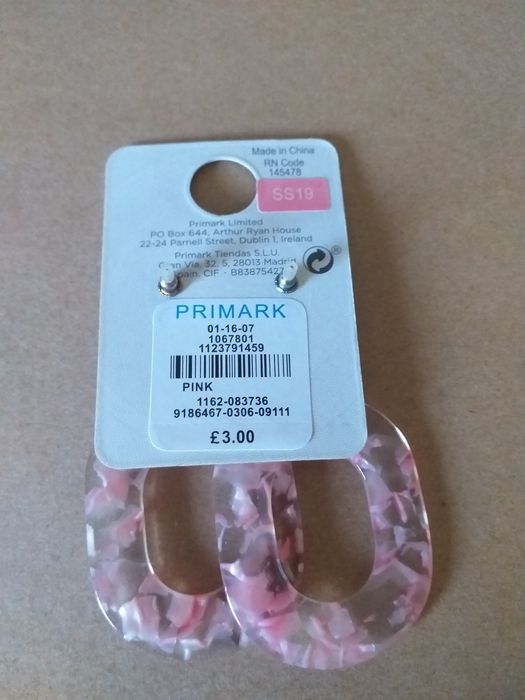 Made in China
RN Code
145478
SS19
Primark Limited
PO Box 644, Arthur Ryan House
22-24 Parnell Street, Dublin 1, Ireland
Primark Tiendas S.L.U.
Gran Via, 32, 5, 28013 Madrid
CIF - B8387542
®
PRIMARK
01-16-07
1067801
1123791459
PINK
1162-083736
9186467-0306-09111
£3.00